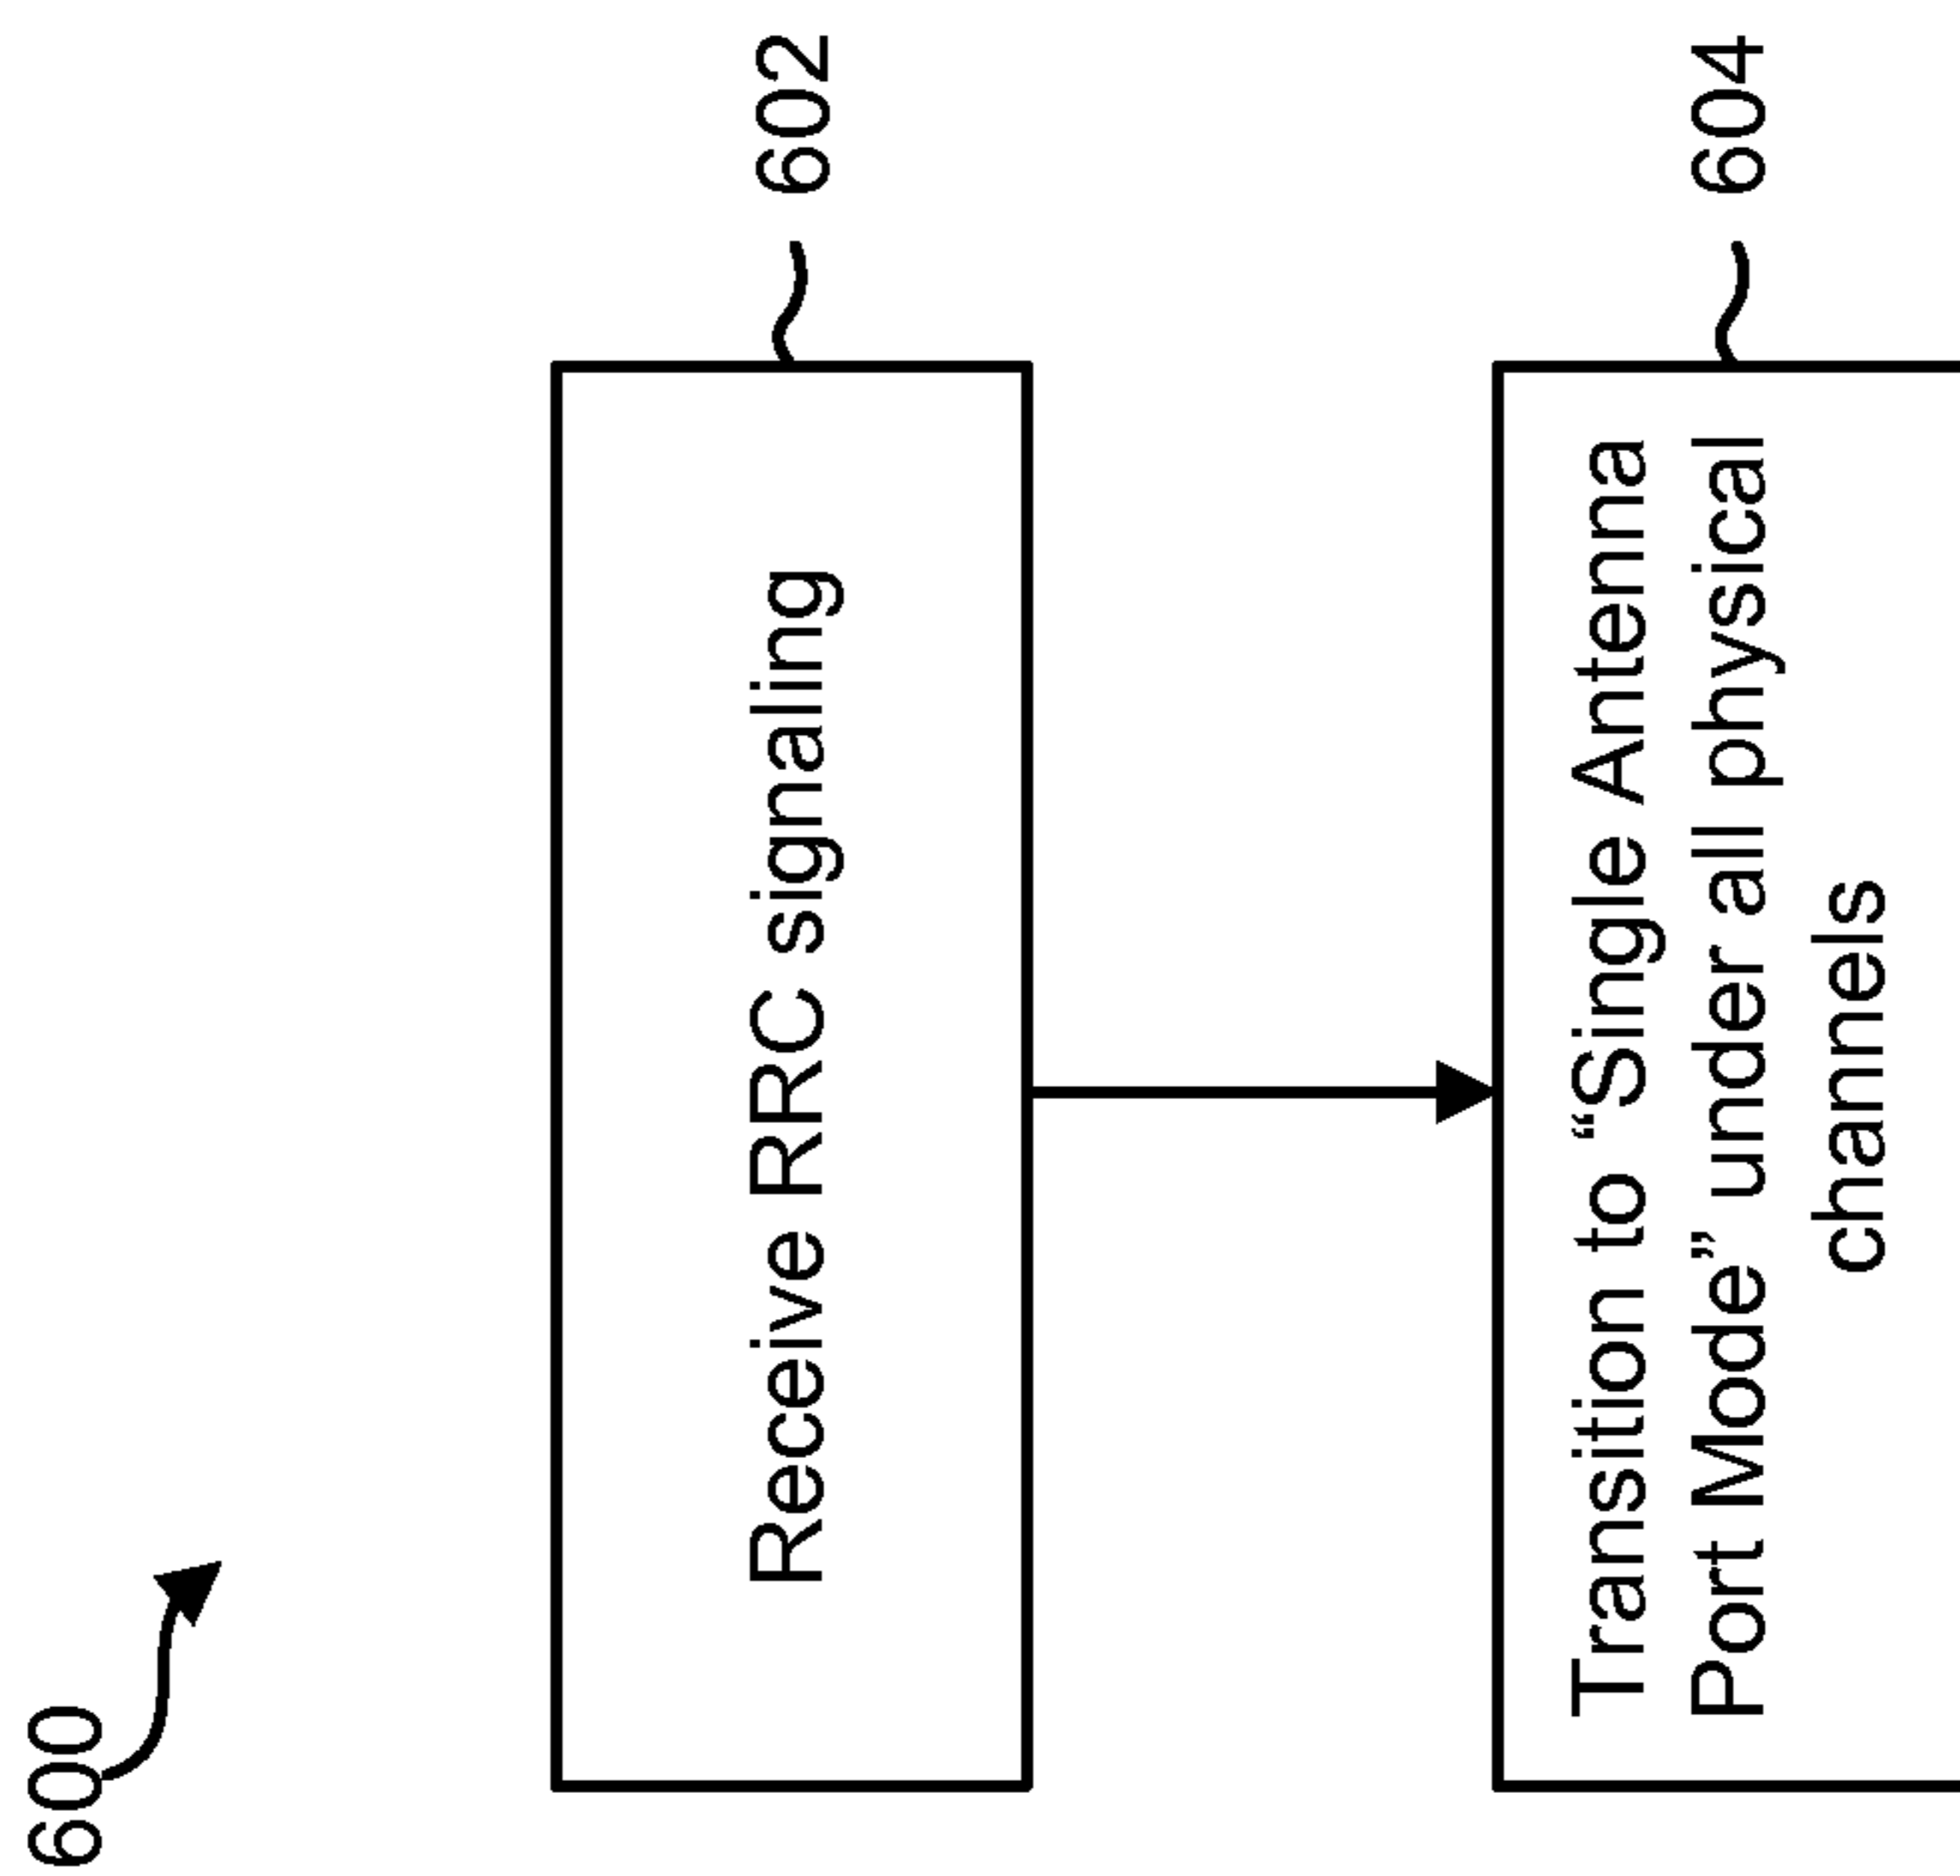 600
Receive RRC signaling
602
Transition to “Single Antenna
Port Mode” under all physical
channels
604